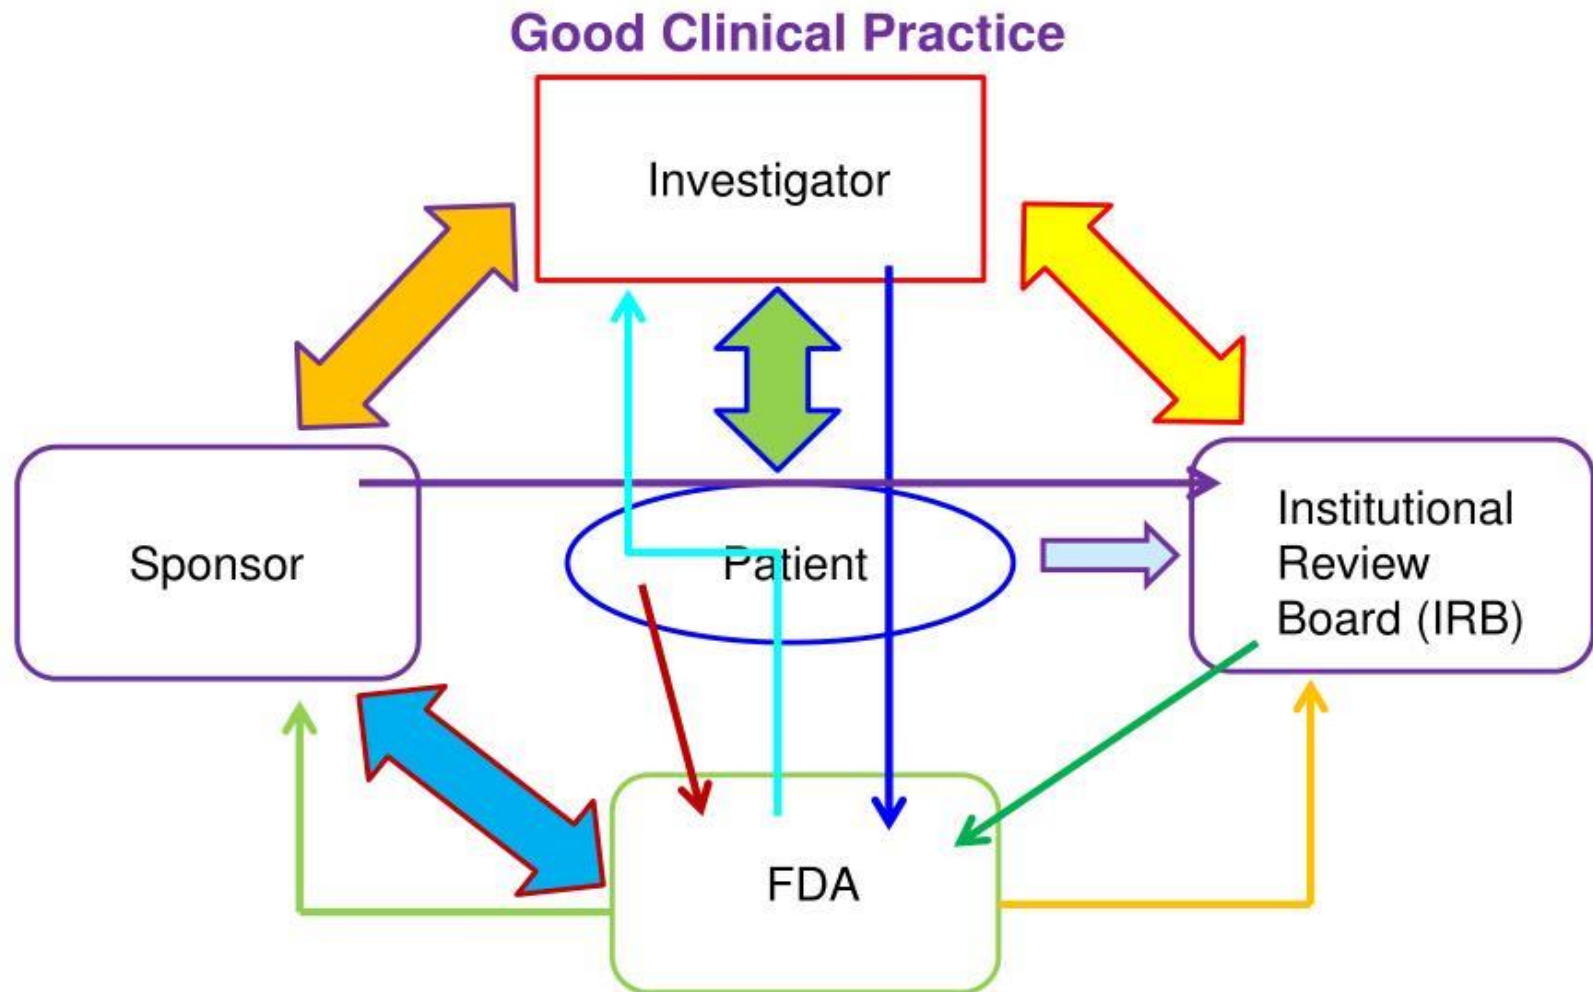 Good Clinical Practice
Investigator
Sponsor
Patient
Institutional
Review
Board (IRB)
FDA